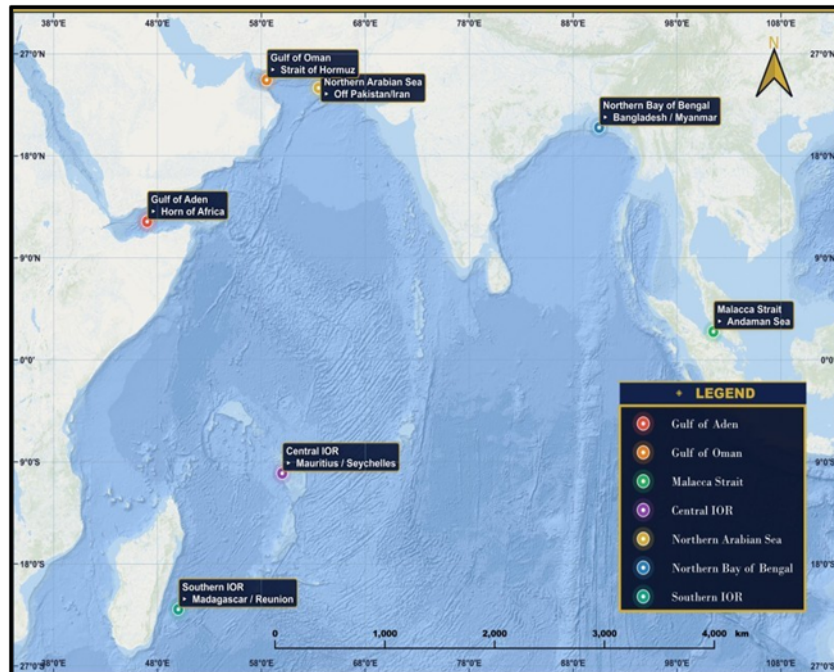 38°0'E 48°0'E 58°0'E 68°0'E 78°0'E 88°0'E 98°0'E 108°0'E
N
27°0'N 27°0'N
Gulf of Oman
▸ Strait of Hormuz
Northern Arabian Sea
▸ Off Pakistan/Iran
Northern Bay of Bengal
▸ Bangladesh / Myanmar
18°0'N 18°0'N
Gulf of Aden
▸ Horn of Africa
9°0'N 9°0'N
Malacca Strait
▸ Andaman Sea
0°0' 0°0'
LEGEND
Gulf of Aden
Gulf of Oman
Malacca Strait
Central IOR
Northern Arabian Sea
Northern Bay of Bengal
Southern IOR
Central IOR
▸ Mauritius / Seychelles
9°0'S 9°0'S
18°0'S 18°0'S
Southern IOR
▸ Madagascar / Reunion
0 1,000 2,000 3,000 4,000 km
27°0'S 27°0'S
38°0'E 48°0'E 58°0'E 68°0'E 78°0'E 88°0'E 98°0'E 108°0'E